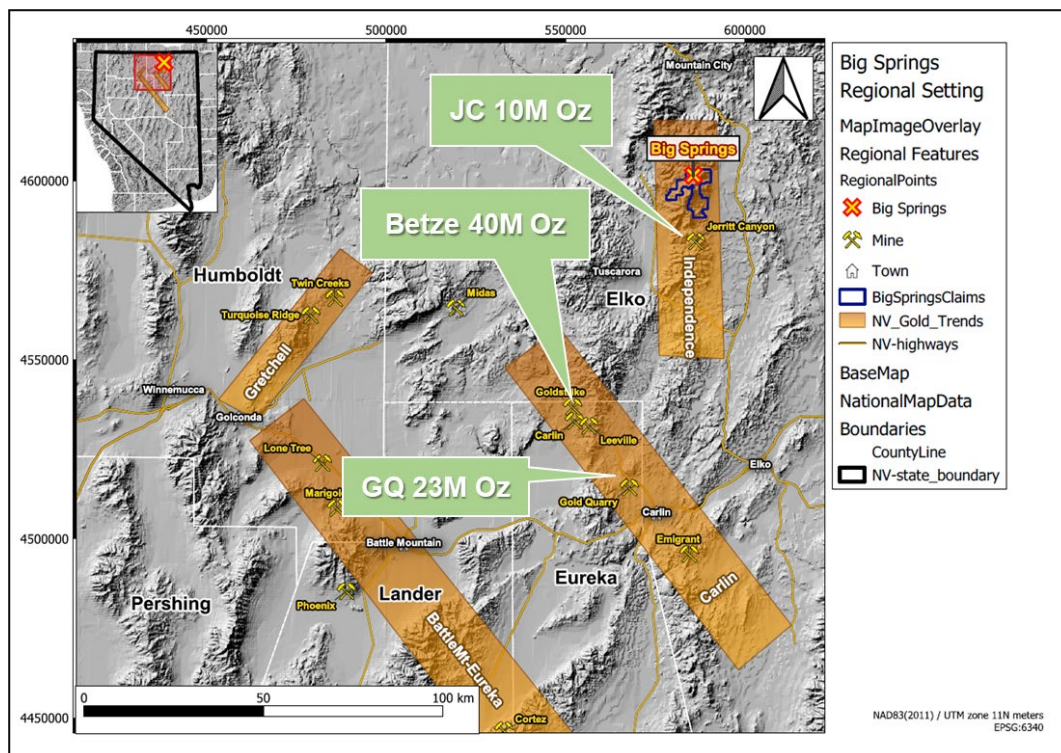 450000
500000
550000
600000
4600000
4550000
4500000
4450000
Mountain City
JC 10M Oz
Big Springs
Jerritt Canyon
Betze 40M Oz
Tuscarora
Independence
Elko
Humboldt
Twin Creeks
Midas
Turquoise Ridge
Getchell
Winnemucca
Golconda
Goldstrike
Carlin
Leeville
Lone Tree
GQ 23M Oz
Elko
Marigold
Gold Quarry
Carlin
Battle Mountain
Emigrant
Eureka
Carlin
Pershing
Phoenix
Lander
BattleMt-Eureka
Cortez
0
50
100 km
Big Springs
Regional Setting
MapImageOverlay
Regional Features
RegionalPoints
Big Springs
Mine
Town
BigSpringsClaims
NV_Gold_Trends
NV-highways
BaseMap
NationalMapData
Boundaries
CountyLine
NV-state_boundary
NAD83(2011) / UTM zone 11N meters
EPSG:6340